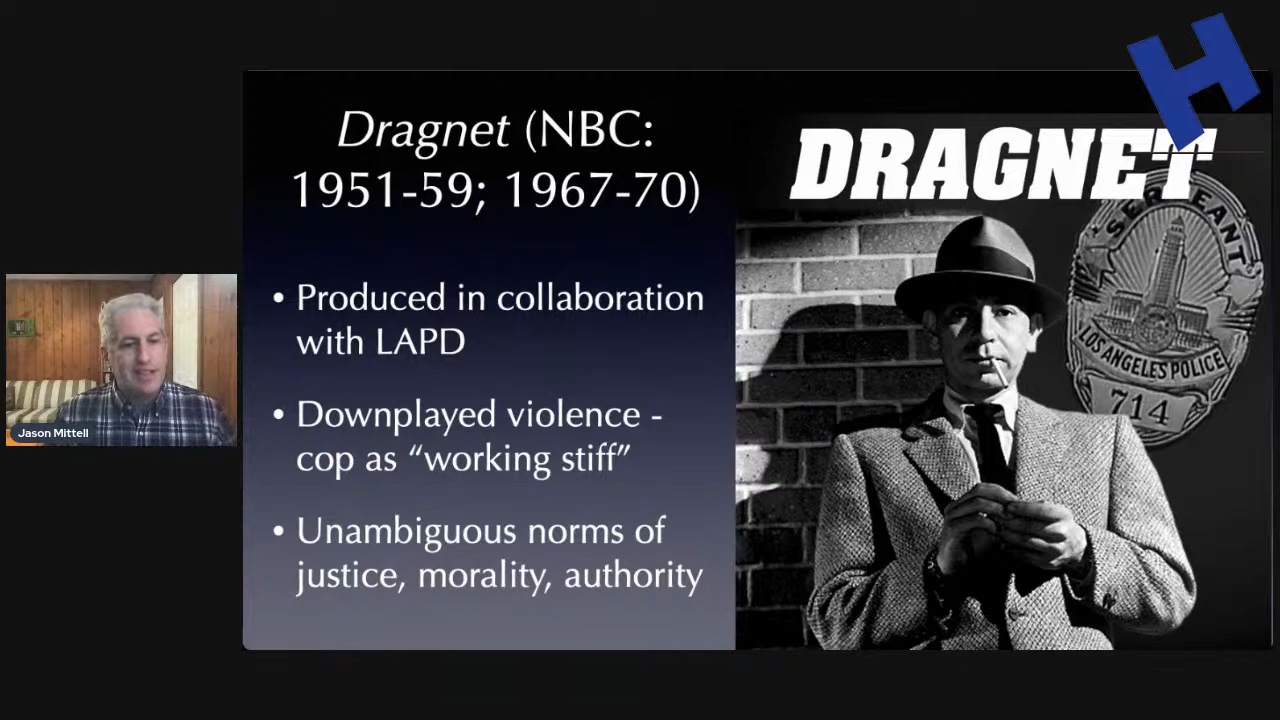 Dragnet (NBC:
1951-59; 1967-70)
• Produced in collaboration
with LAPD
• Downplayed violence -
cop as “working stiff”
• Unambiguous norms of
justice, morality, authority
H
DRAGNET
SERGEANT
LOS ANGELES POLICE
714
Jason Mittell